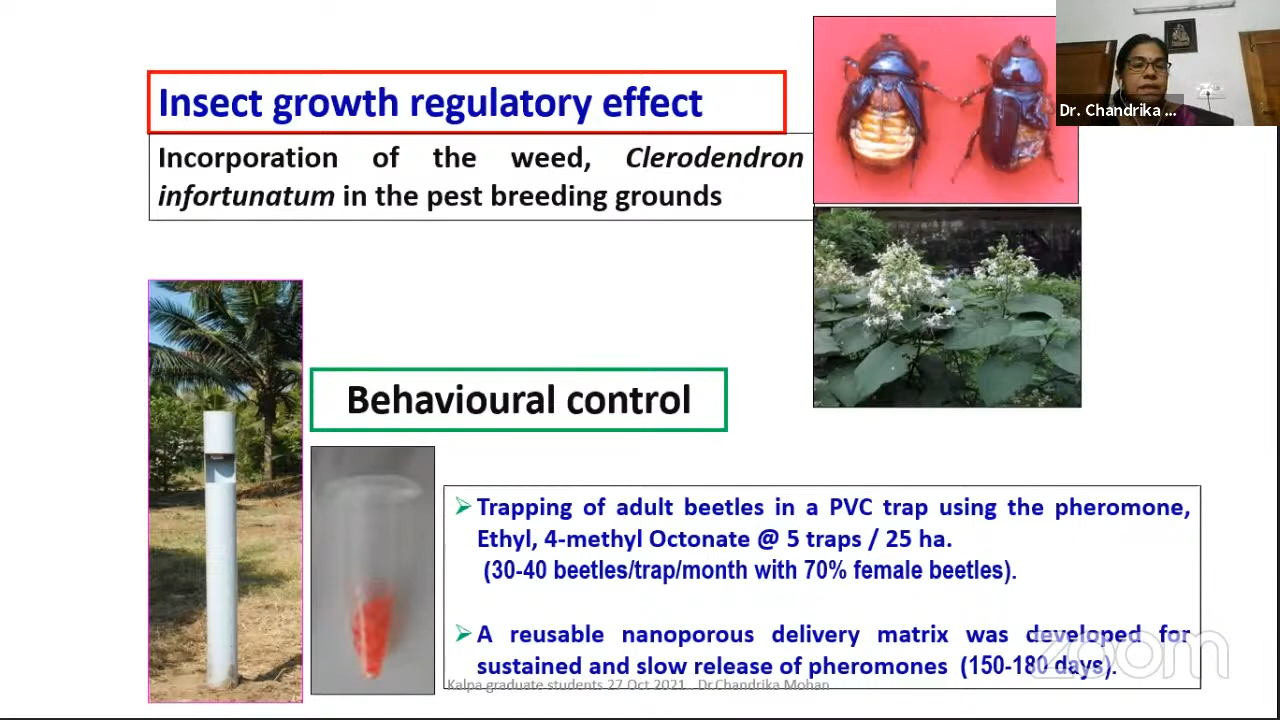 Insect growth regulatory effect
Incorporation of the weed, Clerodendron
infortunatum in the pest breeding grounds
Dr. Chandrika ...
Behavioural control
➢ Trapping of adult beetles in a PVC trap using the pheromone,
Ethyl, 4-methyl Octonate @ 5 traps / 25 ha.
(30-40 beetles/trap/month with 70% female beetles).
➢ A reusable nanoporous delivery matrix was developed for
sustained and slow release of pheromones (150-180 days).
Kalpa graduate students 27 Oct 2021 . Dr.Chandrika Mohan
zoom